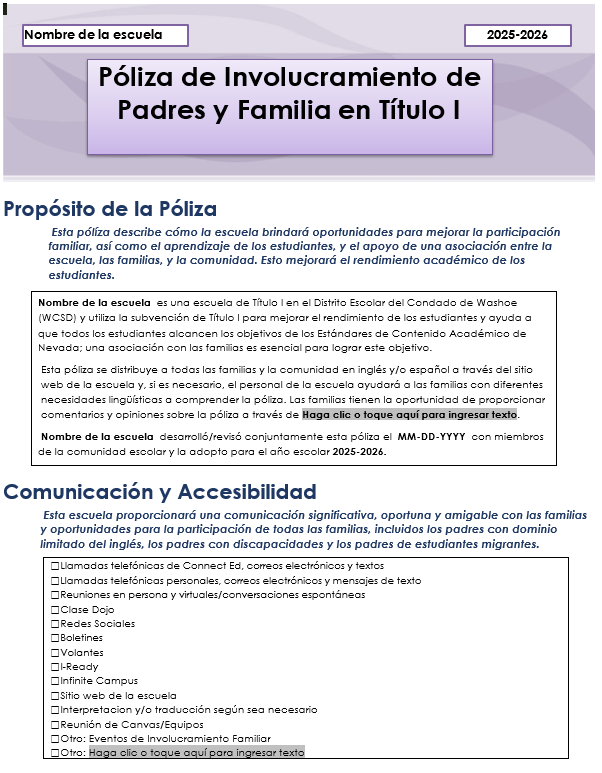 Nombre de la escuela
2025-2026
Póliza de Involucramiento de
Padres y Familia en Título I
Propósito de la Póliza
Esta póliza describe cómo la escuela brindará oportunidades para mejorar la participación
familiar, así como el aprendizaje de los estudiantes, y el apoyo de una asociación entre la
escuela, las familias, y la comunidad. Esto mejorará el rendimiento académico de los
estudiantes.
Nombre de la escuela es una escuela de Título I en el Distrito Escolar del Condado de Washoe
(WCSD) y utiliza la subvención de Título I para mejorar el rendimiento de los estudiantes y ayuda a
que todos los estudiantes alcancen los objetivos de los Estándares de Contenido Académico de
Nevada; una asociación con las familias es esencial para lograr este objetivo.
Esta póliza se distribuye a todas las familias y la comunidad en inglés y/o español a través del sitio
web de la escuela y, si es necesario, el personal de la escuela ayudará a las familias con diferentes
necesidades lingüísticas a comprender la póliza. Las familias tienen la oportunidad de proporcionar
comentarios y opiniones sobre la póliza a través de Haga clic o toque aquí para ingresar texto.
Nombre de la escuela desarrolló/revisó conjuntamente esta póliza el MM-DD-YYYY con miembros
de la comunidad escolar y la adopto para el año escolar 2025-2026.
Comunicación y Accesibilidad
Esta escuela proporcionará una comunicación significativa, oportuna y amigable con las familias
y oportunidades para la participación de todas las familias, incluidos los padres con dominio
limitado del inglés, los padres con discapacidades y los padres de estudiantes migrantes.
☐Llamadas telefónicas de Connect Ed, correos electrónicos y textos
☐Llamadas telefónicas personales, correos electrónicos y mensajes de texto
☐Reuniones en persona y virtuales/conversaciones espontáneas
☐Clase Dojo
☐Redes Sociales
☐Boletines
☐Volantes
☐I-Ready
☐Infinite Campus
☐Sitio web de la escuela
☐Interpretacion y/o traducción según sea necesario
☐Reunión de Canvas/Equipos
☐Otro: Eventos de Involucramiento Familiar
☐Otro: Haga clic o toque aquí para ingresar texto